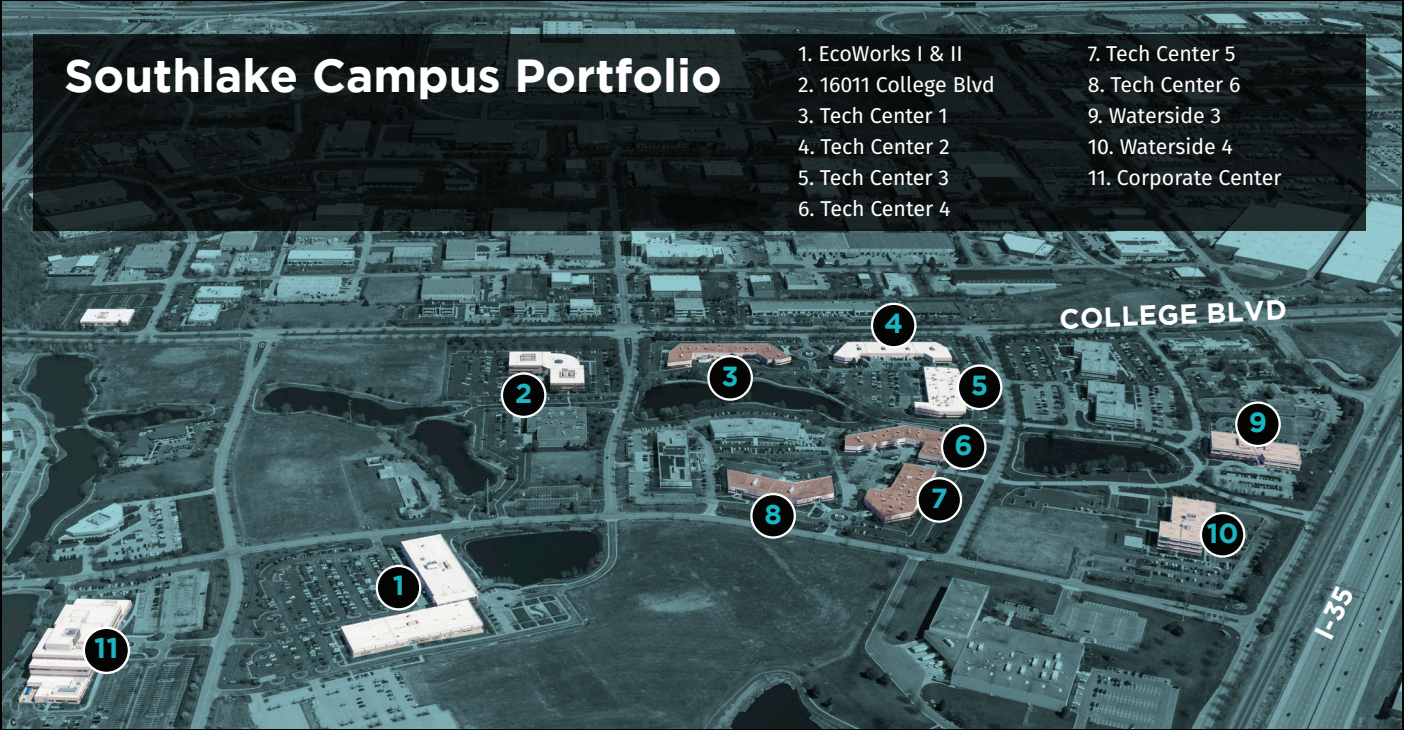 Southlake Campus Portfolio
1. EcoWorks I & II
2. 16011 College Blvd
3. Tech Center 1
4. Tech Center 2
5. Tech Center 3
6. Tech Center 4
7. Tech Center 5
8. Tech Center 6
9. Waterside 3
10. Waterside 4
11. Corporate Center
COLLEGE BLVD
4
3
5
2
9
6
7
8
10
1
I-35
11